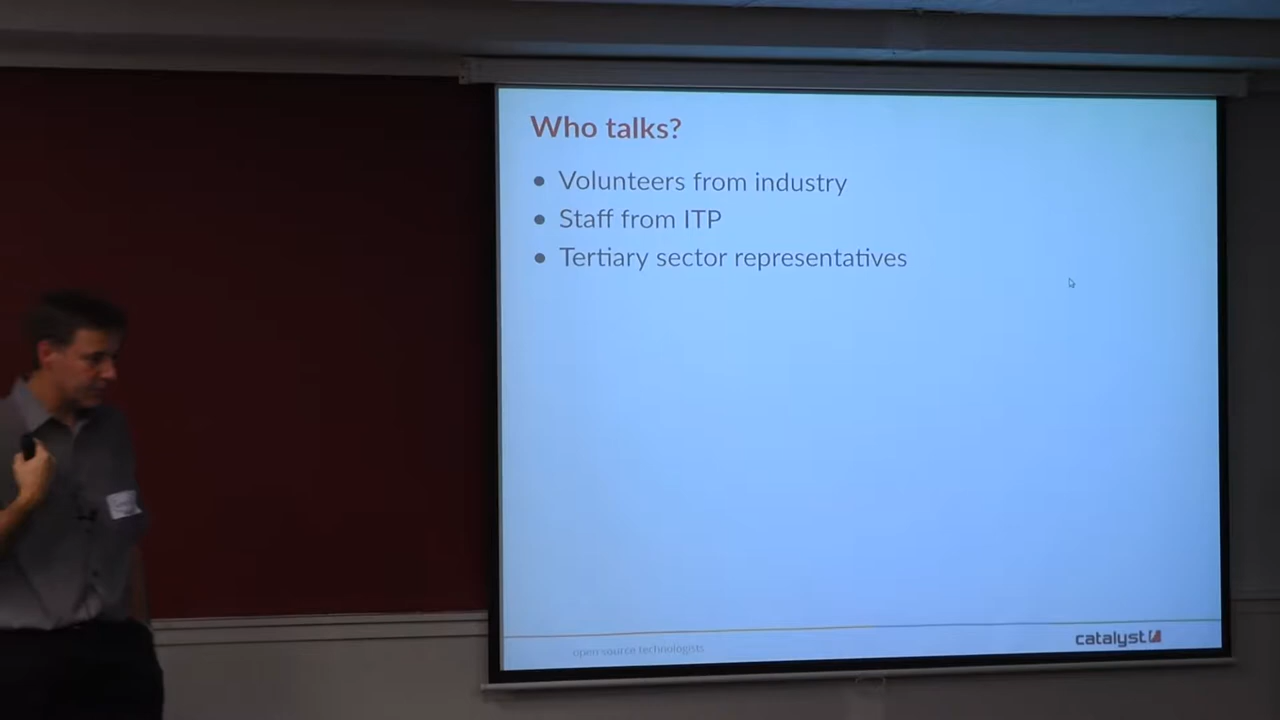 Who talks?
• Volunteers from industry
• Staff from ITP
• Tertiary sector representatives
open source technologists
catalyst